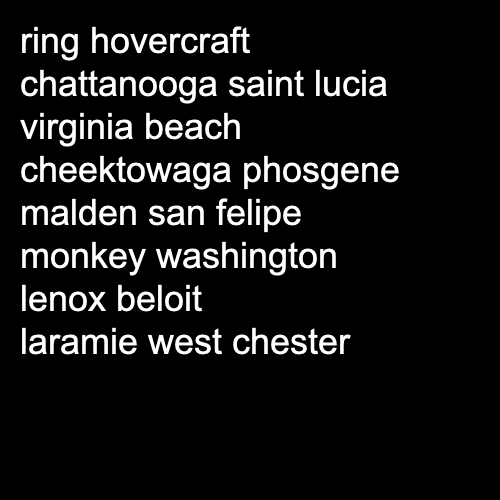 ring hovercraft
chattanooga saint lucia
virginia beach
cheektowaga phosgene
malden san felipe
monkey washington
lenox beloit
laramie west chester